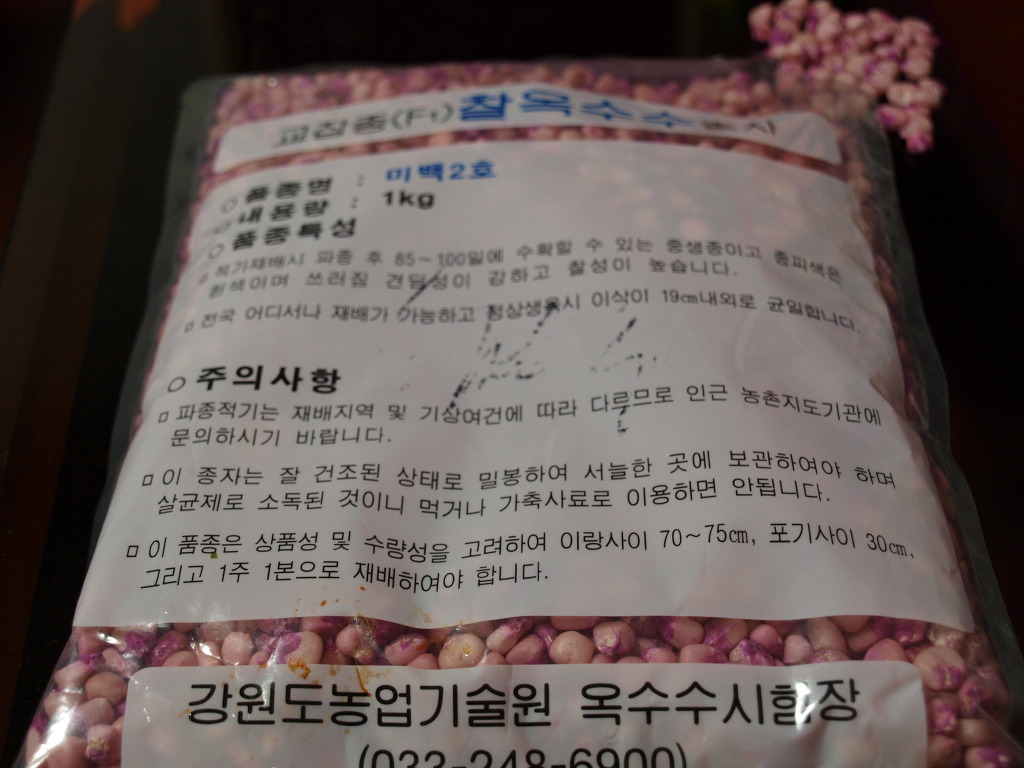 교잡종(F₁)찰옥수수종자
○ 품종명 : 미백2호
○ 내용량 : 1kg
○ 품종특성
▫ 적기재배시 파종 후 85~100일에 수확할 수 있는 중생종이고 종피색은
흰색이며 쓰러짐 견딜성이 강하고 찰성이 높습니다.
▫ 전국 어디서나 재배가 가능하고 정상생육시 이삭이 19cm내외로 균일합니다.
○ 주의사항
▫ 파종적기는 재배지역 및 기상여건에 따라 다루므로 인근 농촌지도기관에
문의하시기 바랍니다.
▫ 이 종자는 잘 건조된 상태로 밀봉하여 서늘한 곳에 보관하여야 하며
살균제로 소독된 것이니 먹거나 가축사료로 이용하면 안됩니다.
▫ 이 품종은 상품성 및 수량성을 고려하여 이랑사이 70~75cm, 포기사이 30cm,
그리고 1주 1본으로 재배하여야 합니다.
강원도농업기술원 옥수수시험장
(033-248-6900)